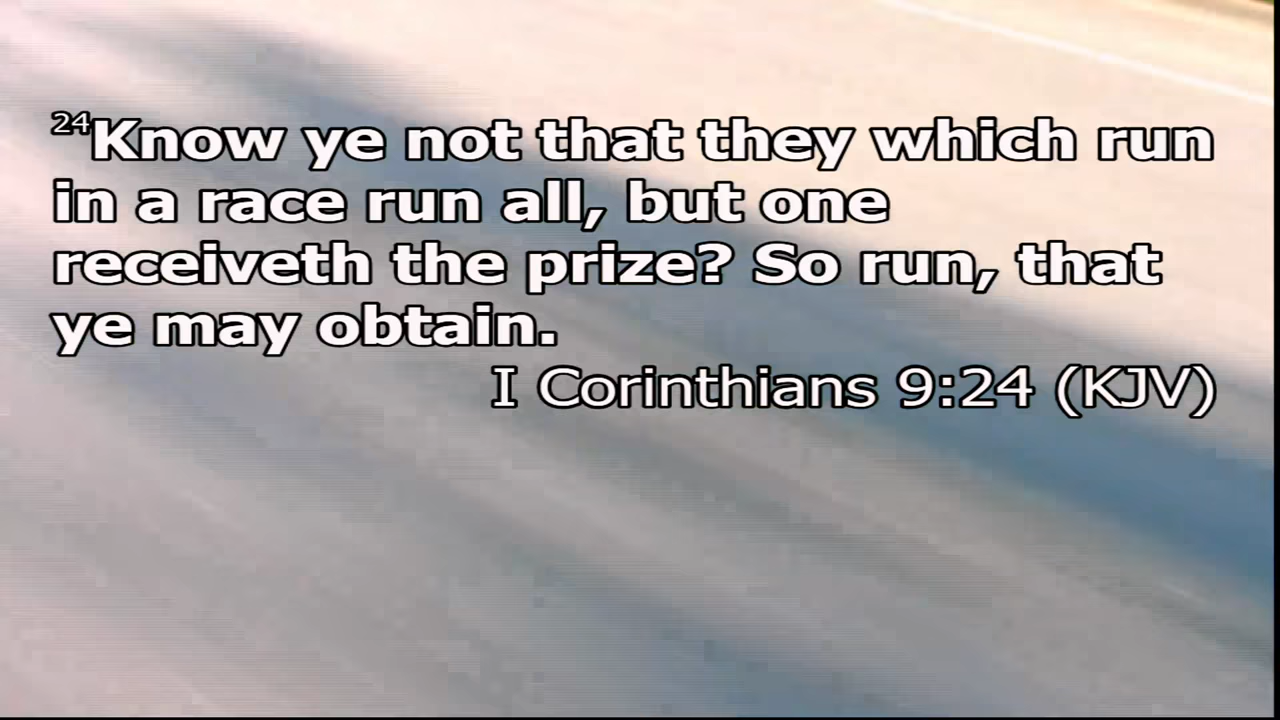 24Know ye not that they which run
in a race run all, but one
receiveth the prize? So run, that
ye may obtain.
I Corinthians 9:24 (KJV)